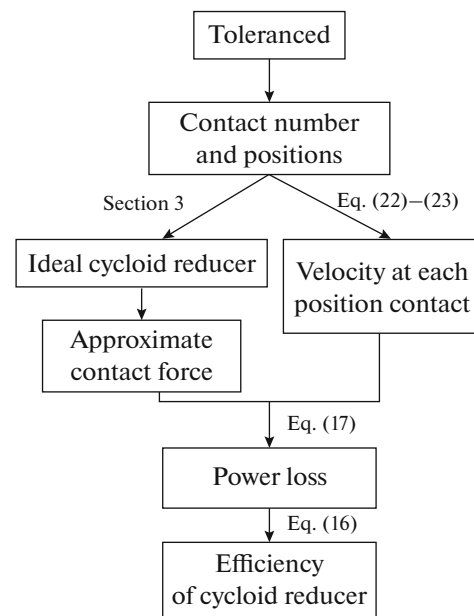 Toleranced
Contact number
and positions
Section 3
Eq. (22)–(23)
Ideal cycloid reducer
Velocity at each
position contact
Approximate
contact force
Eq. (17)
Power loss
Eq. (16)
Efficiency
of cycloid reducer